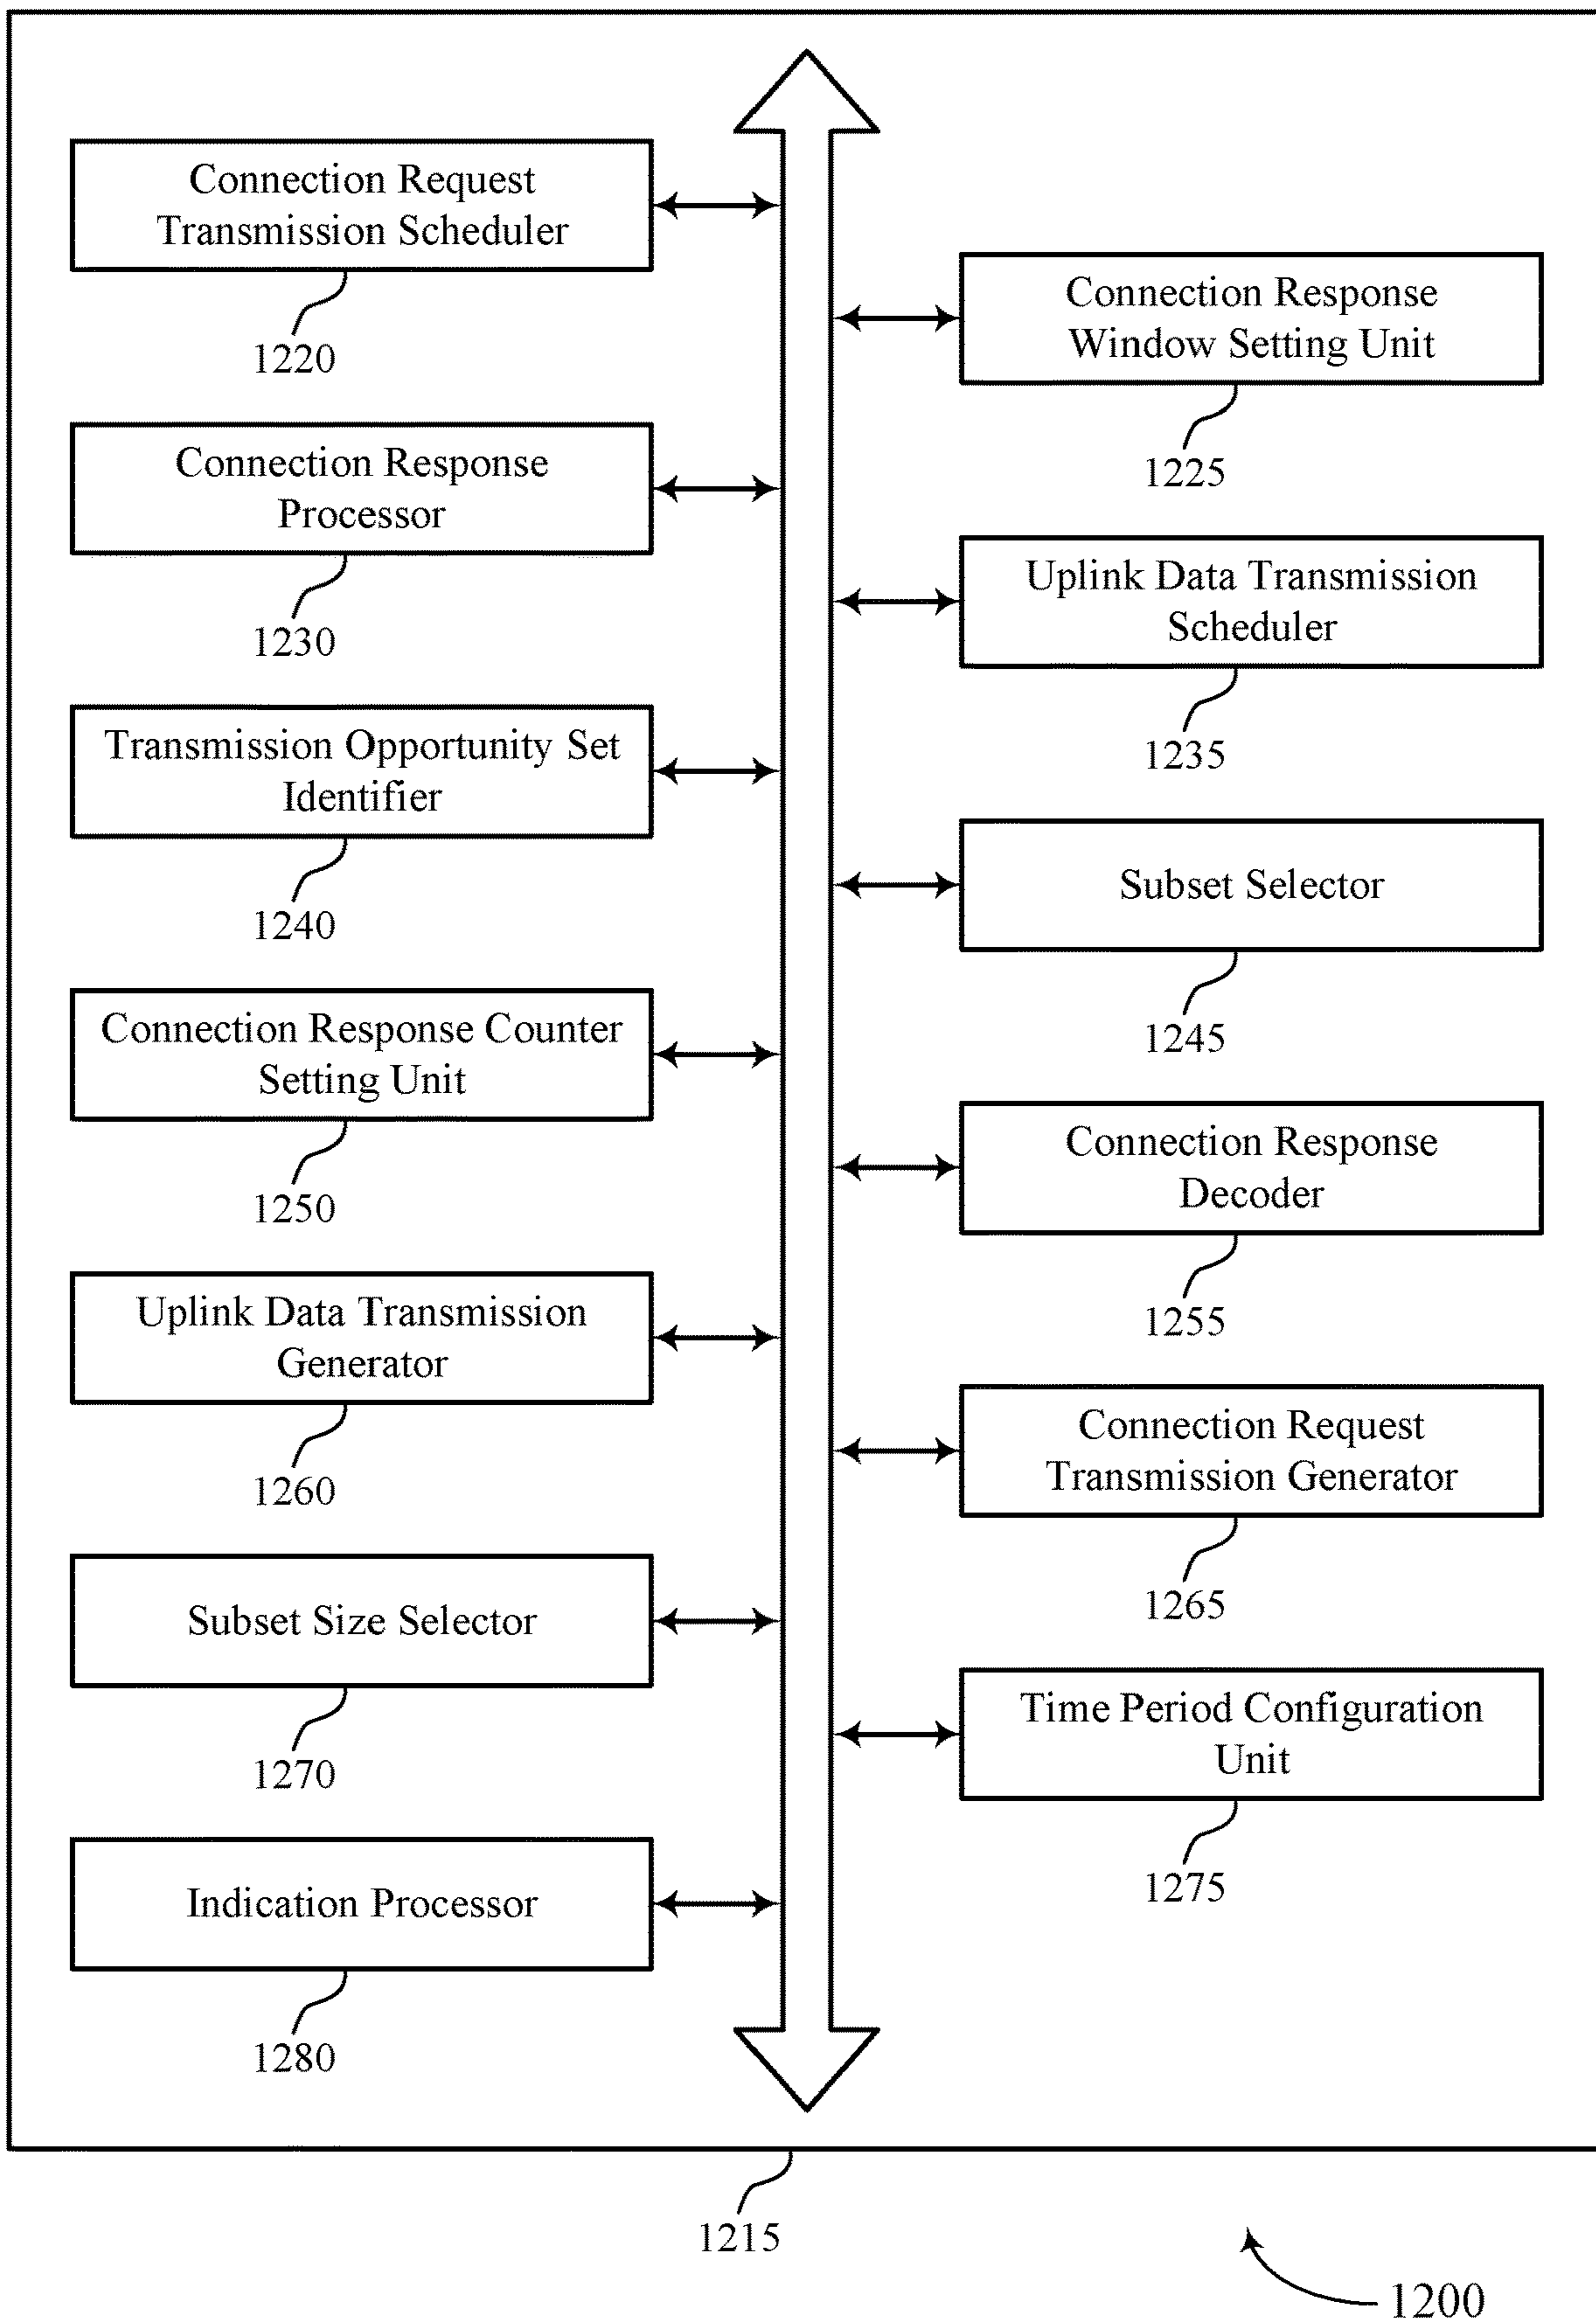 Connection Request
Transmission Scheduler
1220
Connection Response
Window Setting Unit
1225
Connection Response
Processor
1230
Uplink Data Transmission
Scheduler
1235
Transmission Opportunity Set
Identifier
1240
Subset Selector
1245
Connection Response Counter
Setting Unit
1250
Connection Response
Decoder
1255
Uplink Data Transmission
Generator
1260
Connection Request
Transmission Generator
1265
Subset Size Selector
1270
Time Period Configuration
Unit
1275
Indication Processor
1280
1215
1200